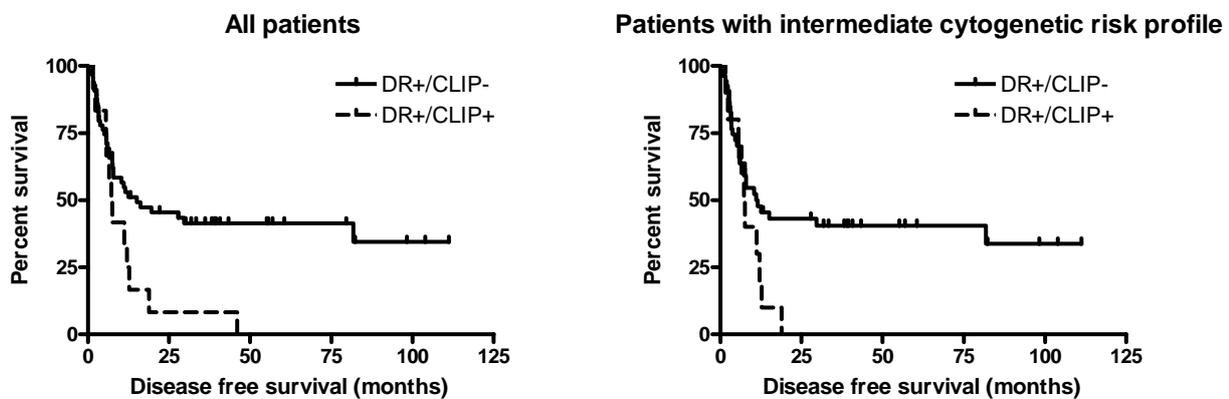 All patients
100
75
50
25
0
Percent survival
DR+/CLIP-
DR+/CLIP+
0 25 50 75 100 125
Disease free survival (months)
Patients with intermediate cytogenetic risk profile
100
75
50
25
0
Percent survival
DR+/CLIP-
DR+/CLIP+
0 25 50 75 100 125
Disease free survival (months)